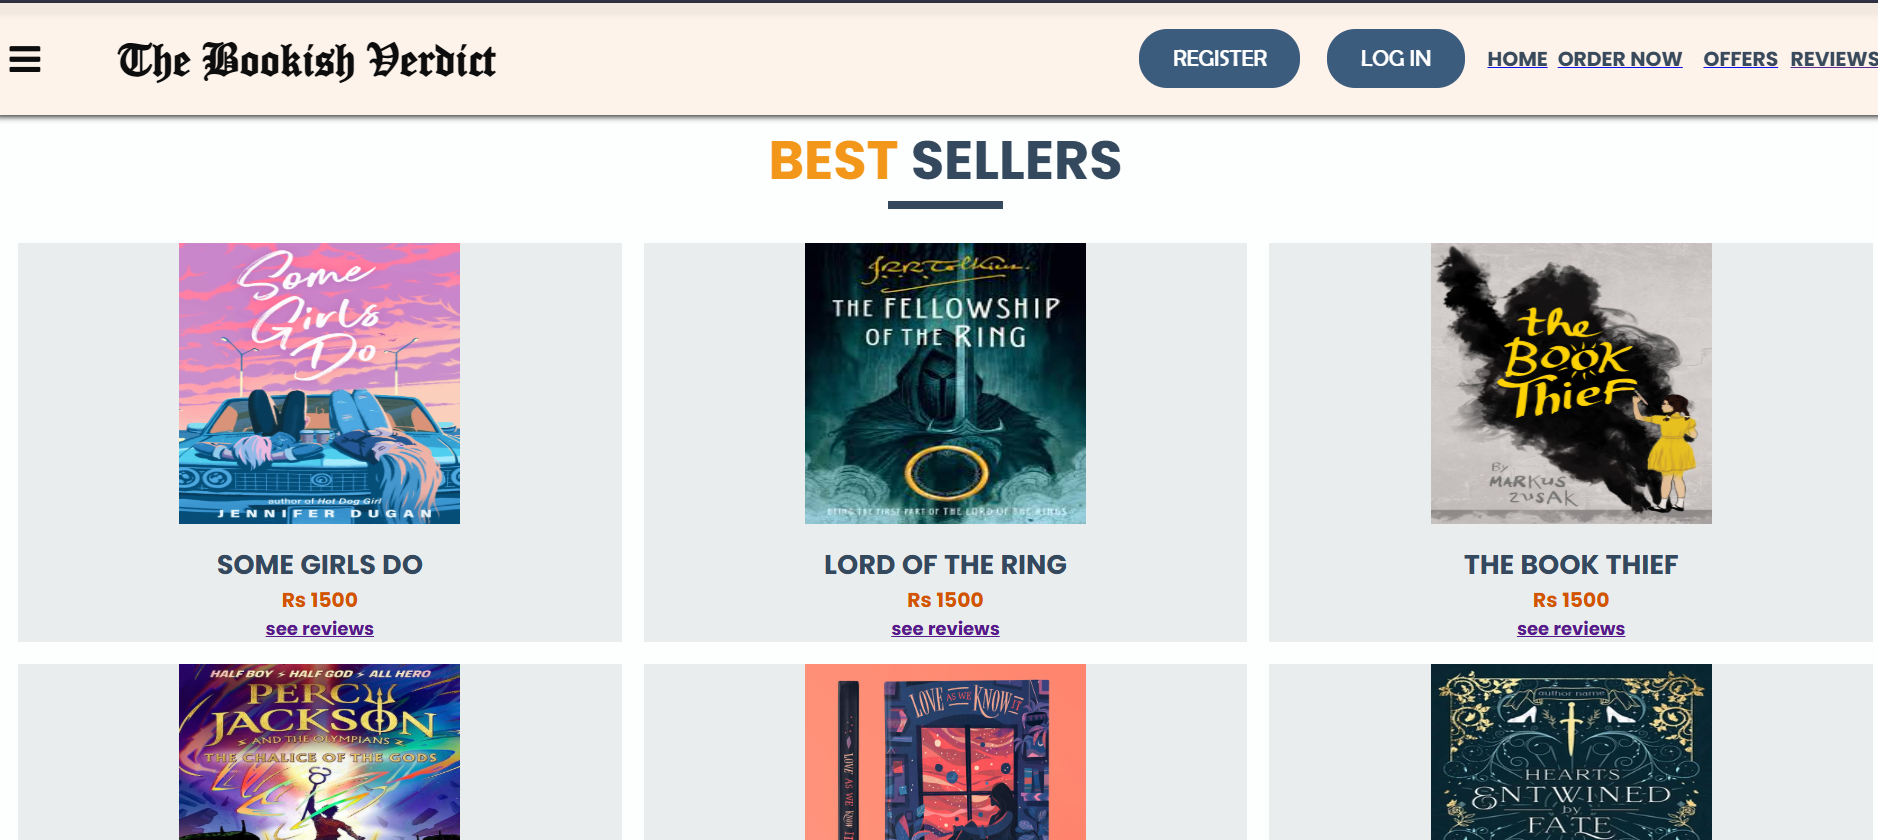 The Bookish Verdict
REGISTER
LOG IN
HOME ORDER NOW OFFERS REVIEWS
BEST SELLERS
Some
Girls
Do
author of Hot Dog Girl
JENNIFER DUGAN
SOME GIRLS DO
Rs 1500
see reviews
J.R.R. Tolkien
THE FELLOWSHIP
OF THE RING
BEING THE FIRST PART OF THE LORD OF THE RINGS
LORD OF THE RING
Rs 1500
see reviews
the
Book
Thief
By
MARKUS
ZUSAK
THE BOOK THIEF
Rs 1500
see reviews
HALF BOY HALF GOD ALL HERO
PERCY
JACKSON
AND THE OLYMPIANS
THE CHALICE OF THE GODS
LOVE AS WE KNOW IT
LOVE AS WE KNOW IT
author name
HEARTS
ENTWINED
by
FATE